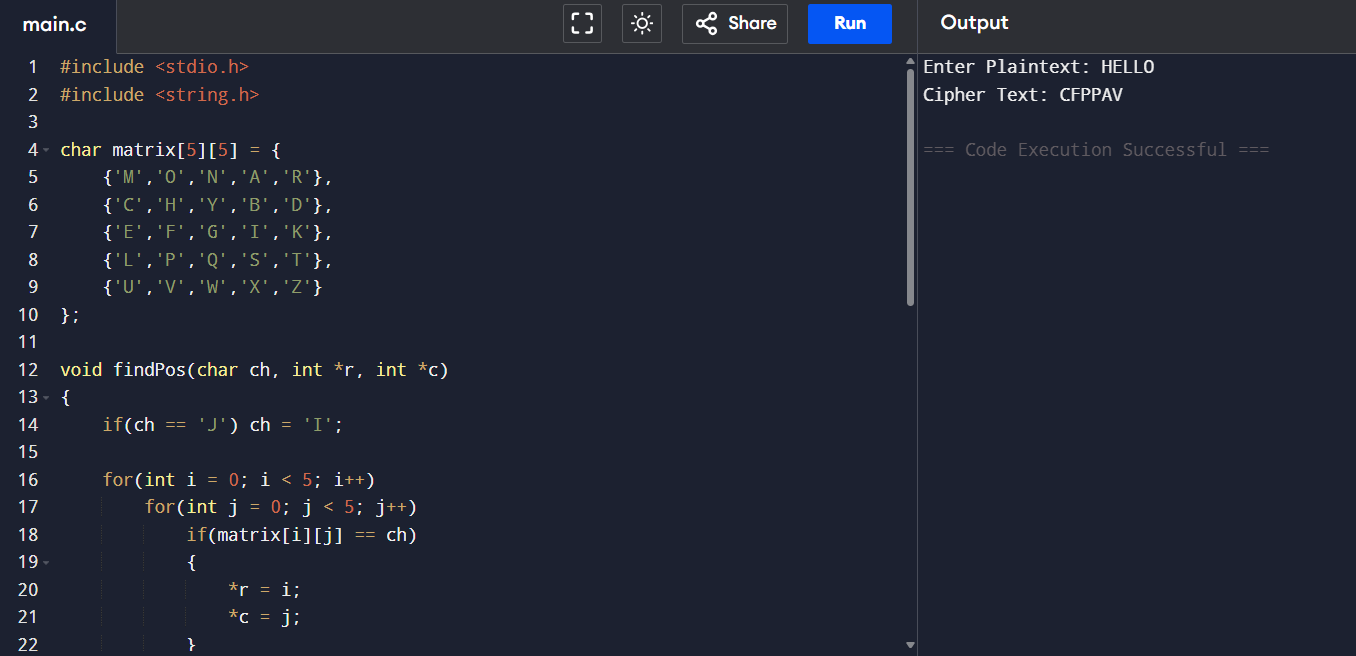 main.c
Share
Run
Output
1 #include <stdio.h>
2 #include <string.h>
3
4 char matrix[5][5] = {
5     {'M','O','N','A','R'},
6     {'C','H','Y','B','D'},
7     {'E','F','G','I','K'},
8     {'L','P','Q','S','T'},
9     {'U','V','W','X','Z'}
10 };
11
12 void findPos(char ch, int *r, int *c)
13 {
14     if(ch == 'J') ch = 'I';
15
16     for(int i = 0; i < 5; i++)
17         for(int j = 0; j < 5; j++)
18             if(matrix[i][j] == ch)
19             {
20                 *r = i;
21                 *c = j;
22             }
Enter Plaintext: HELLO
Cipher Text: CFPPAV
=== Code Execution Successful ===